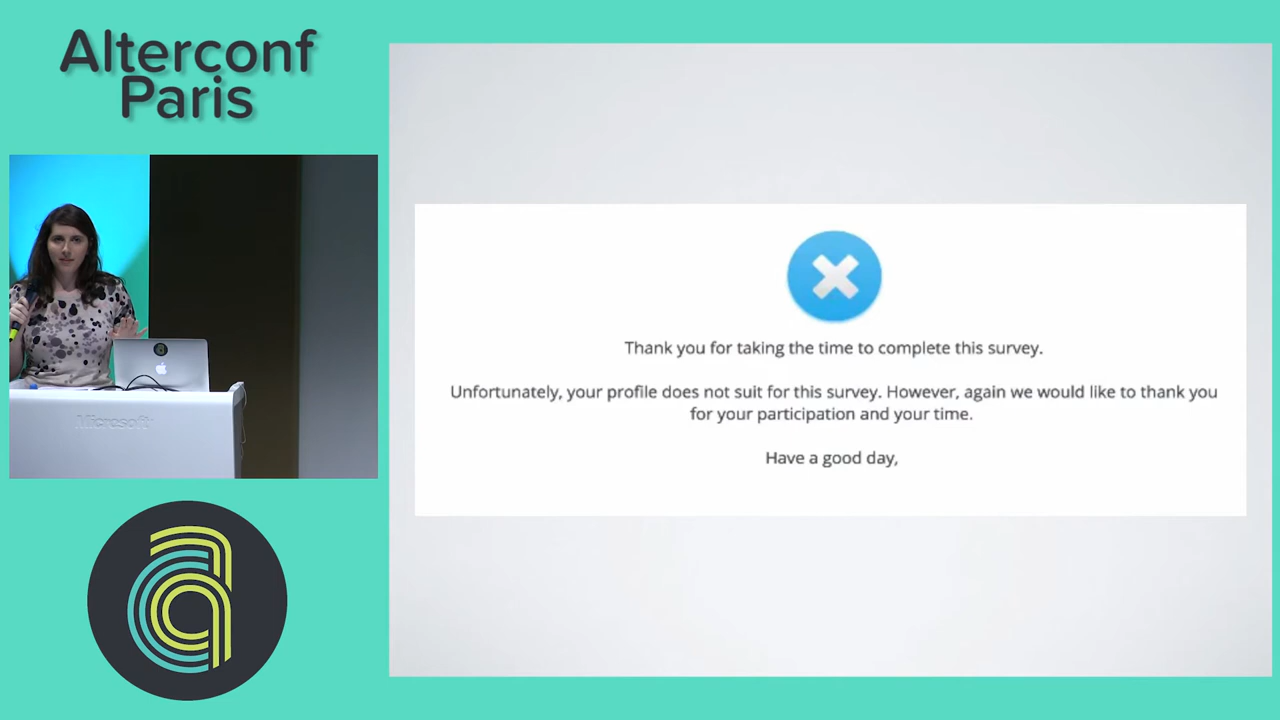 Alterconf
Paris
Microsoft
Thank you for taking the time to complete this survey.
Unfortunately, your profile does not suit for this survey. However, again we would like to thank you
for your participation and your time.
Have a good day,